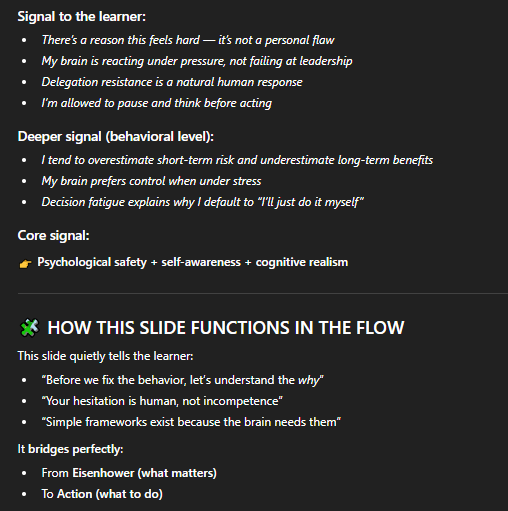 Signal to the learner:
• There's a reason this feels hard — it's not a personal flaw
• My brain is reacting under pressure, not failing at leadership
• Delegation resistance is a natural human response
• I'm allowed to pause and think before acting
Deeper signal (behavioral level):
• I tend to overestimate short-term risk and underestimate long-term benefits
• My brain prefers control when under stress
• Decision fatigue explains why I default to "I'll just do it myself"
Core signal:
👉 Psychological safety + self-awareness + cognitive realism
🧩 HOW THIS SLIDE FUNCTIONS IN THE FLOW
This slide quietly tells the learner:
• "Before we fix the behavior, let's understand the why"
• "Your hesitation is human, not incompetence"
• "Simple frameworks exist because the brain needs them"
It bridges perfectly:
• From Eisenhower (what matters)
• To Action (what to do)